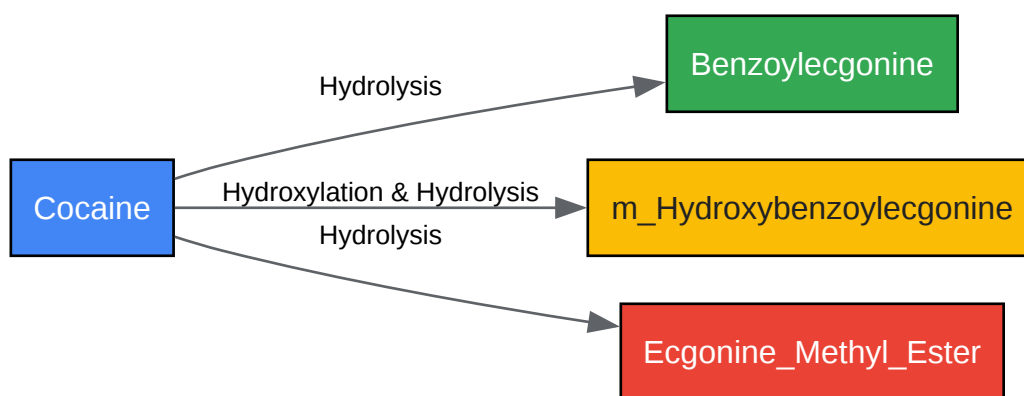 Benzoylecgonine
Hydrolysis
Cocaine
Hydroxylation & Hydrolysis
m_Hydroxybenzoylecgonine
Hydrolysis
Ecgonine_Methyl_Ester